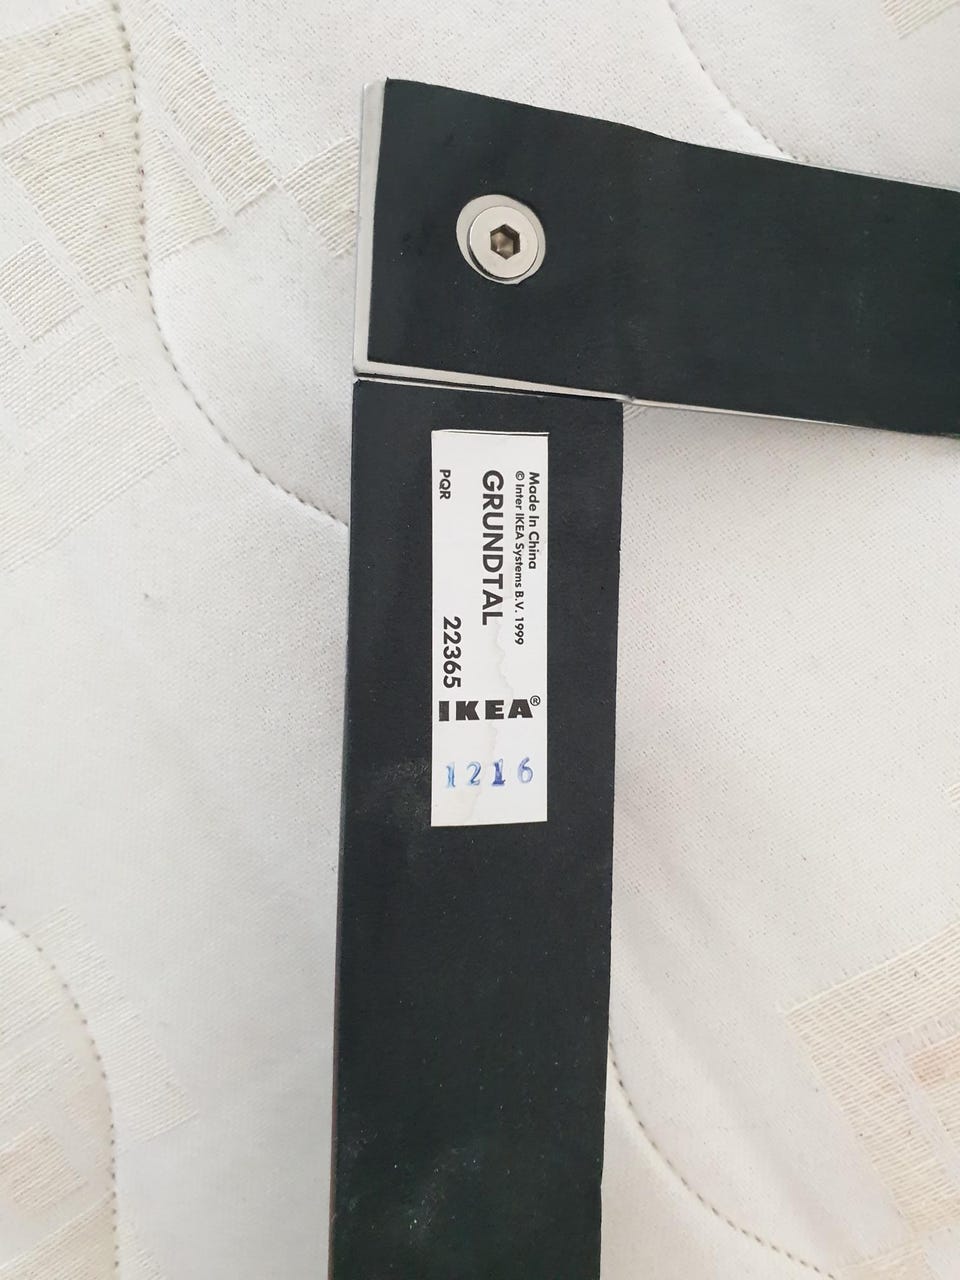 Made In China
© Inter IKEA Systems B.V. 1999
GRUNDTAL
PQR
22365
IKEA®
1216